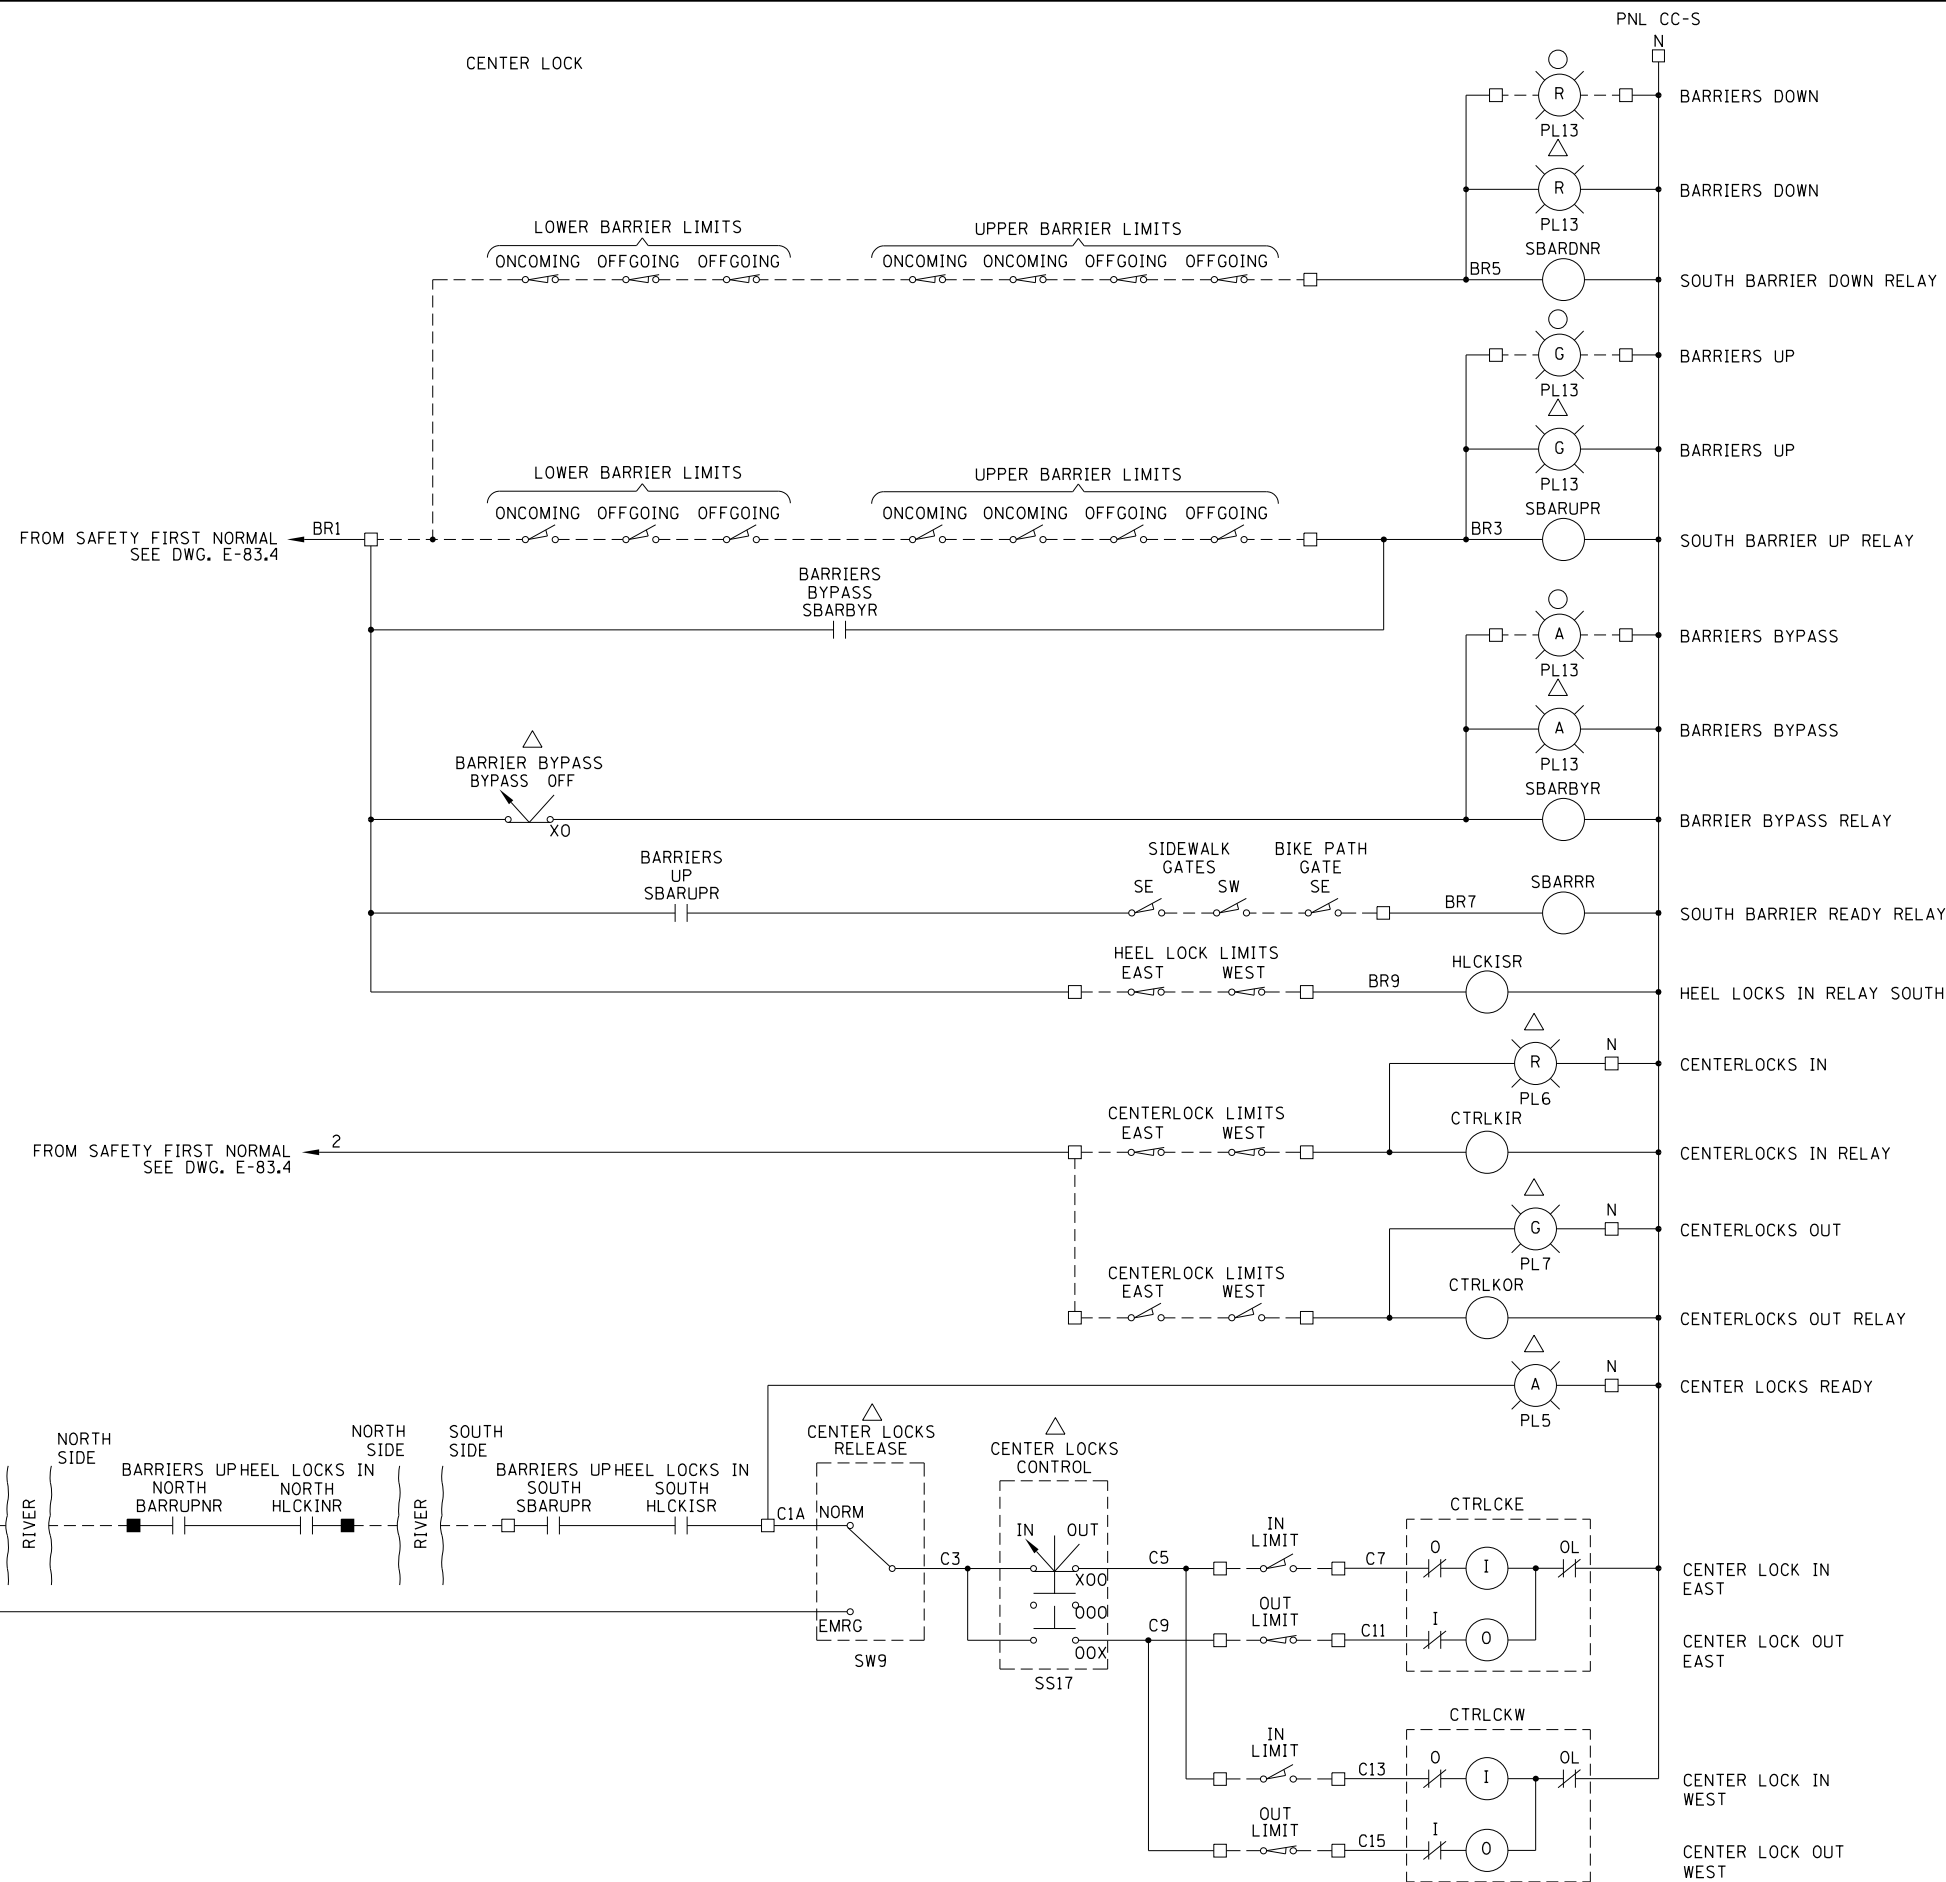 PNL CC-S
N
CENTER LOCK
R
BARRIERS DOWN
PL13
R
BARRIERS DOWN
PL13
LOWER BARRIER LIMITS
UPPER BARRIER LIMITS
SBARDNR
ONCOMING OFFGOING OFFGOING
ONCOMING ONCOMING OFFGOING OFFGOING
BR5
SOUTH BARRIER DOWN RELAY
G
BARRIERS UP
PL13
G
BARRIERS UP
PL13
LOWER BARRIER LIMITS
UPPER BARRIER LIMITS
SBARUPR
ONCOMING OFFGOING OFFGOING
ONCOMING ONCOMING OFFGOING OFFGOING
FROM SAFETY FIRST NORMAL
SEE DWG. E-83.4
BR1
BR3
SOUTH BARRIER UP RELAY
BARRIERS
BYPASS
SBARBYR
A
BARRIERS BYPASS
PL13
A
BARRIERS BYPASS
PL13
BARRIER BYPASS
BYPASS OFF
XO
SBARBYR
BARRIER BYPASS RELAY
BARRIERS
UP
SBARUPR
SIDEWALK
GATES
SE SW
BIKE PATH
GATE
SE
BR7
SBARRR
SOUTH BARRIER READY RELAY
HEEL LOCK LIMITS
EAST WEST
BR9
HLCKISR
HEEL LOCKS IN RELAY SOUTH
R
N
CENTERLOCKS IN
PL6
FROM SAFETY FIRST NORMAL
SEE DWG. E-83.4
2
CENTERLOCK LIMITS
EAST WEST
CTRLKIR
CENTERLOCKS IN RELAY
G
N
CENTERLOCKS OUT
PL7
CENTERLOCK LIMITS
EAST WEST
CTRLKOR
CENTERLOCKS OUT RELAY
A
N
CENTER LOCKS READY
PL5
RIVER
NORTH
SIDE
BARRIERS UP
NORTH
BARRUPNR
HEEL LOCKS IN
NORTH
HLCKINR
NORTH
SIDE
RIVER
SOUTH
SIDE
BARRIERS UP
SOUTH
SBARUPR
HEEL LOCKS IN
SOUTH
HLCKISR
C1A
CENTER LOCKS
RELEASE
NORM
EMRG
SW9
C3
CENTER LOCKS
CONTROL
IN OUT
XOO
OOO
OOX
SS17
C5
IN
LIMIT
C7
CTRLCKE
O
I
OL
CENTER LOCK IN
EAST
C9
OUT
LIMIT
C11
I
O
CENTER LOCK OUT
EAST
CTRLCKW
IN
LIMIT
C13
O
I
OL
CENTER LOCK IN
WEST
OUT
LIMIT
C15
I
O
CENTER LOCK OUT
WEST